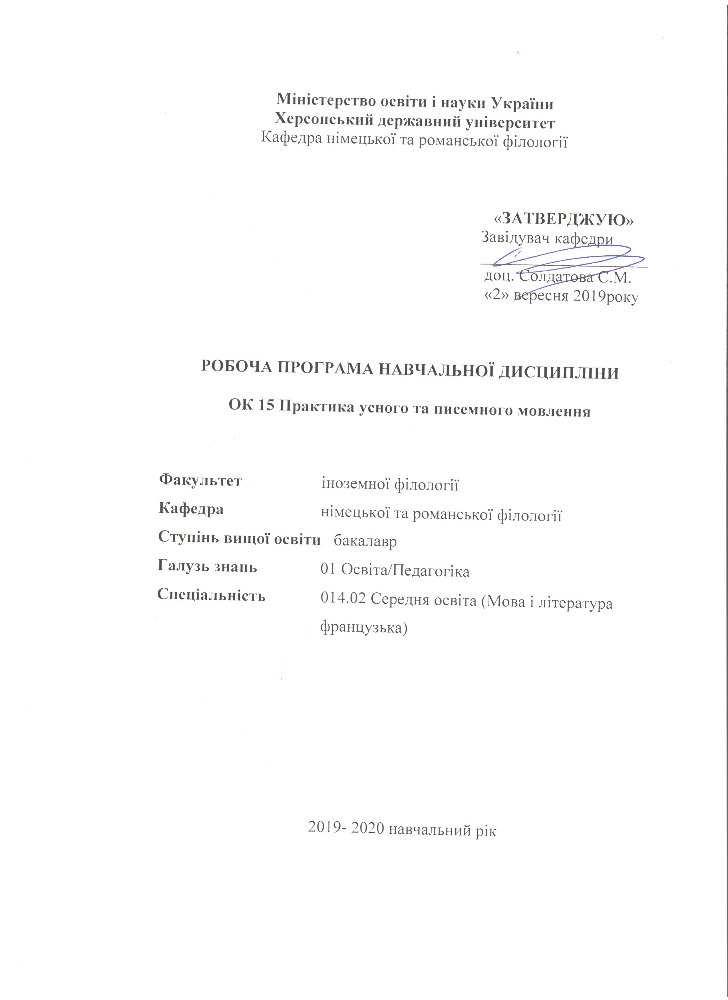 Міністерство освіти і науки України
Херсонський державний університет
Кафедра німецької та романської філології
«ЗАТВЕРДЖУЮ»
Завідувач кафедри
доц. Солдатова С.М.
«2» вересня 2019року
РОБОЧА ПРОГРАМА НАВЧАЛЬНОЇ ДИСЦИПЛІНИ
ОК 15 Практика усного та писемного мовлення
Факультет іноземної філології
Кафедра німецької та романської філології
Ступінь вищої освіти бакалавр
Галузь знань 01 Освіта/Педагогіка
Спеціальність 014.02 Середня освіта (Мова і література
французька)
2019- 2020 навчальний рік